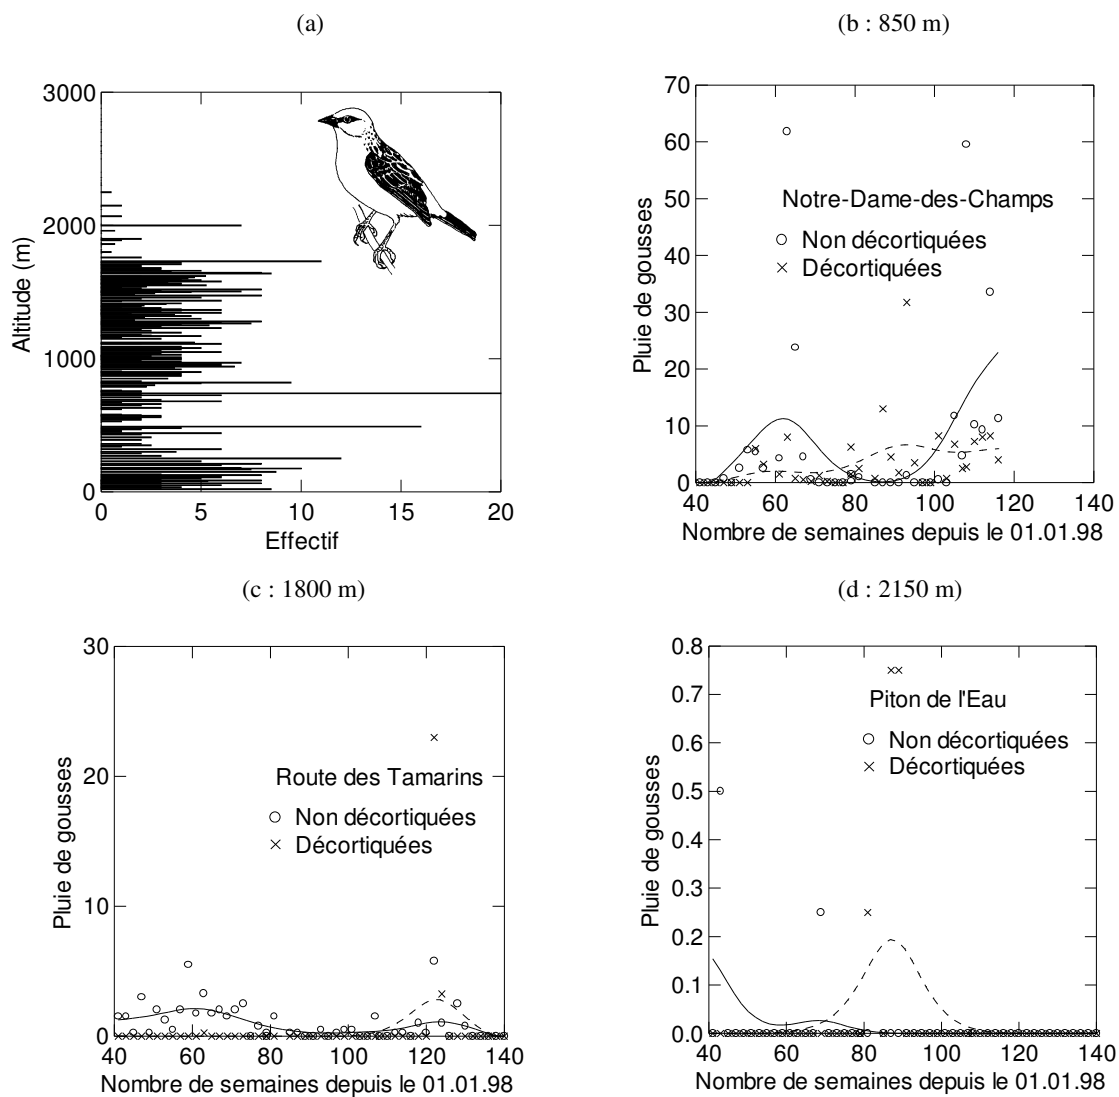 (a)
3000
2000
1000
0
Altitude (m)
0 5 10 15 20
Effectif
(b : 850 m)
70
60
50
40
30
20
10
0
Pluie de gousses
Notre-Dame-des-Champs
Non décortiquées
Décortiquées
40 60 80 100 120 140
Nombre de semaines depuis le 01.01.98
(c : 1800 m)
30
20
10
0
Pluie de gousses
Route des Tamarins
Non décortiquées
Décortiquées
40 60 80 100 120 140
Nombre de semaines depuis le 01.01.98
(d : 2150 m)
0.8
0.7
0.6
0.5
0.4
0.3
0.2
0.1
0.0
Pluie de gousses
Piton de l'Eau
Non décortiquées
Décortiquées
40 60 80 100 120 140
Nombre de semaines depuis le 01.01.98